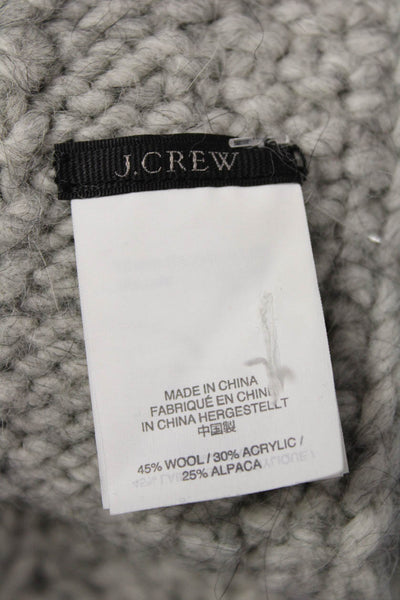 J.CREW
MADE IN CHINA
FABRIQUÉ EN CHINE
IN CHINA HERGESTELLT
中国製
45% WOOL / 30% ACRYLIC /
25% ALPACA